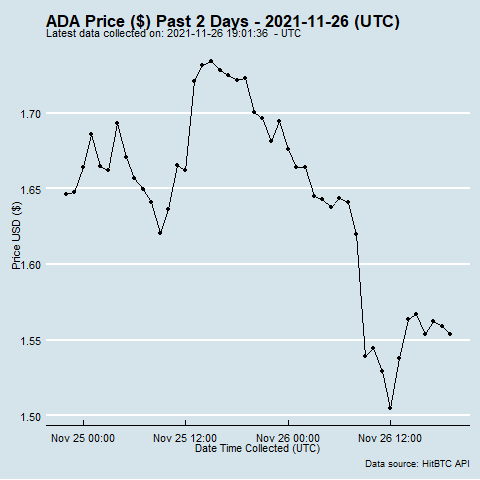 ADA Price ($) Past 2 Days - 2021-11-26 (UTC)
Latest data collected on: 2021-11-26 19:01:36 - UTC
Price USD ($)
1.70
1.65
1.60
1.55
1.50
Nov 25 00:00 Nov 25 12:00 Nov 26 00:00 Nov 26 12:00
Date Time Collected (UTC)
Data source: HitBTC API